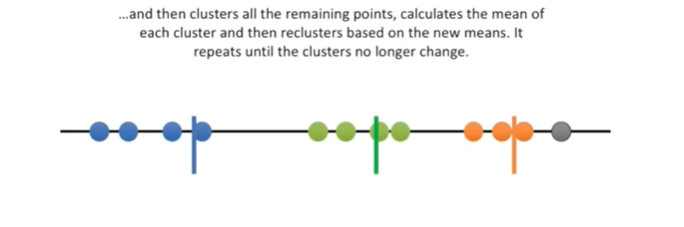 ...and then clusters all the remaining points, calculates the mean of
each cluster and then reclusters based on the new means. It
repeats until the clusters no longer change.